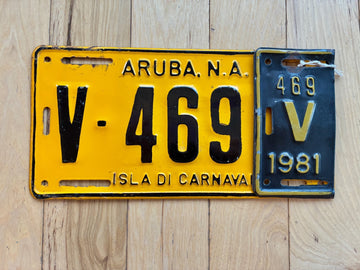 ARUBA, N.A.
V-469
ISLA DI CARNAVA
469
V
1981